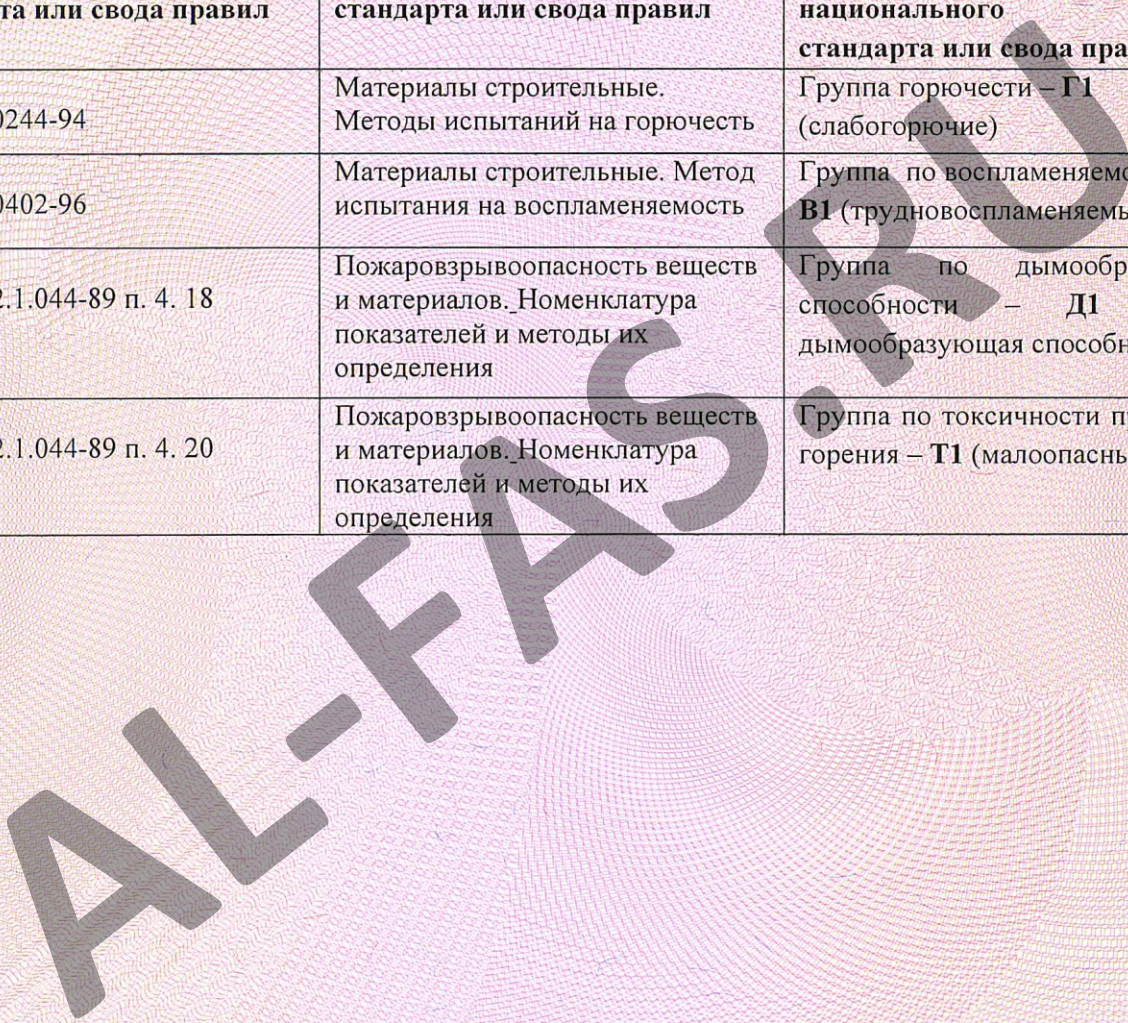 та или свода правил
стандарта или свода правил
национального
стандарта или свода пра
0244-94
Материалы строительные.
Методы испытаний на горючесть
Группа горючести – Г1
(слабогорючие)
0402-96
Материалы строительные. Метод
испытания на воспламеняемость
Группа по воспламеняемо
В1 (трудновоспламеняемы
2.1.044-89 п. 4. 18
Пожаровзрывоопасность веществ
и материалов. Номенклатура
показателей и методы их
определения
Группа по дымообр
способности – Д1
дымообразующая способн
2.1.044-89 п. 4. 20
Пожаровзрывоопасность веществ
и материалов. Номенклатура
показателей и методы их
определения
Группа по токсичности п
горения – Т1 (малоопасны
AL-FAS.RU